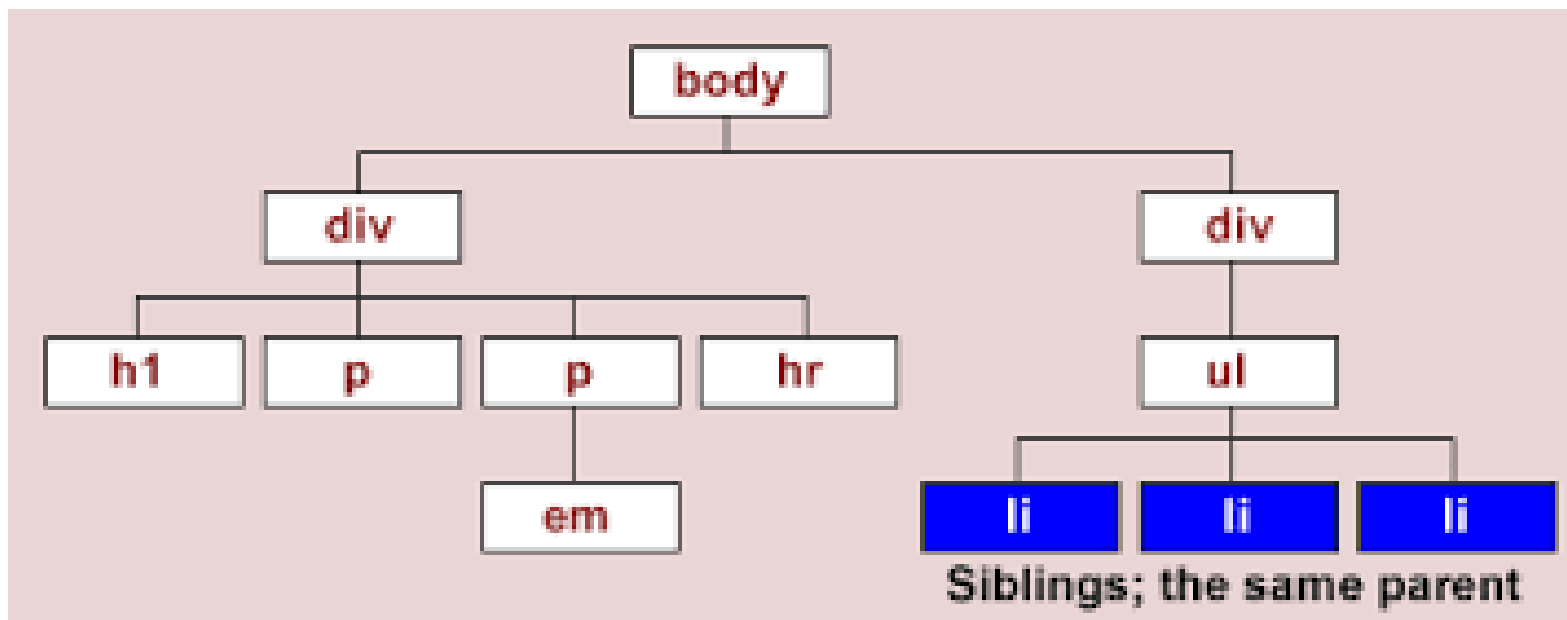 body
div div
h1 p p hr ul
em li li li
Siblings; the same parent